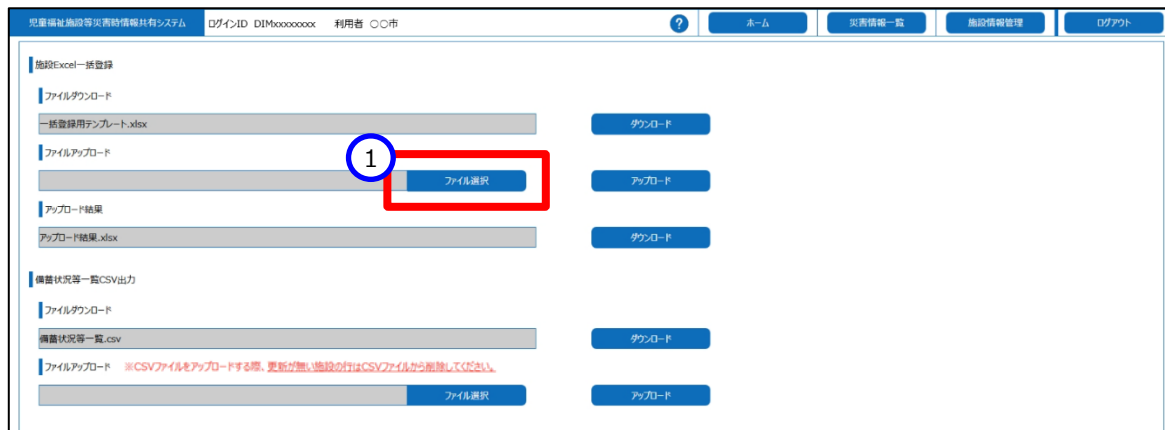 児童福祉施設等災害時情報共有システム ログインID DIMxxxxxxxx 利用者 ○○市 ? ホーム 災害情報一覧 施設情報管理 ログアウト
施設Excel一括登録
ファイルダウンロード
一括登録用テンプレート.xlsx ダウンロード
ファイルアップロード
1
ファイル選択 アップロード
アップロード結果
アップロード結果.xlsx ダウンロード
備蓄状況等一覧CSV出力
ファイルダウンロード
備蓄状況等一覧.csv ダウンロード
ファイルアップロード ※CSVファイルをアップロードする際、更新が無い施設の行はCSVファイルから削除してください。
ファイル選択 アップロード